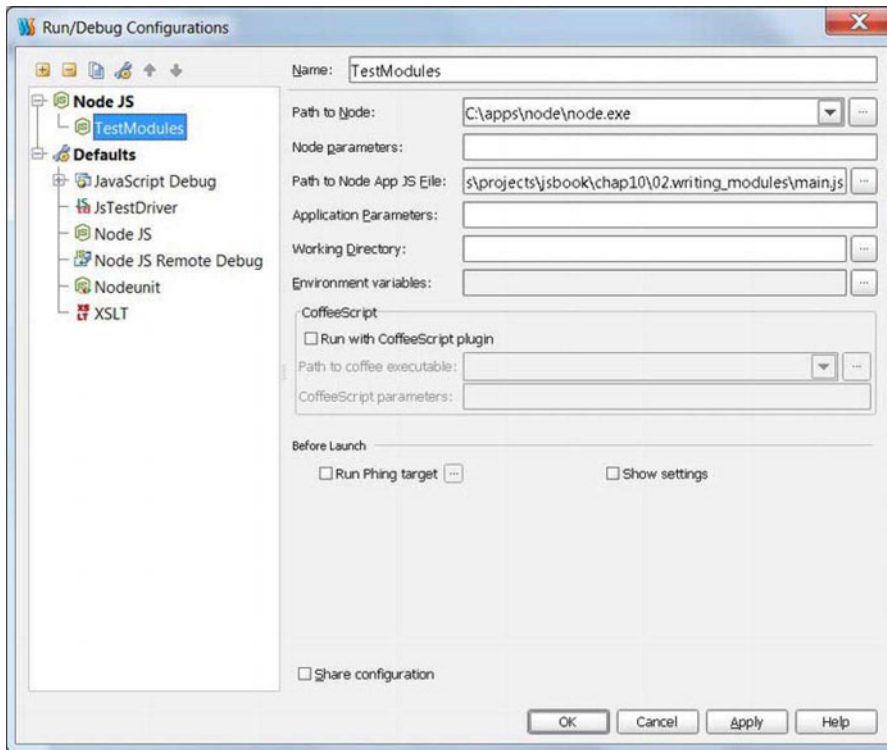 Run/Debug Configurations
Name: TestModules
Node JS
TestModules
Defaults
JavaScript Debug
JsTestDriver
Node JS
Node JS Remote Debug
Nodeunit
XSLT
Path to Node: C:\apps\node\node.exe
Node parameters:
Path to Node App JS File: s\projects\jsbook\chap10\02.writing_modules\main.js
Application Parameters:
Working Directory:
Environment variables:
CoffeeScript
Run with CoffeeScript plugin
Path to coffee executable:
CoffeeScript parameters:
Before Launch
Run Phing target
Show settings
Share configuration
OK Cancel Apply Help